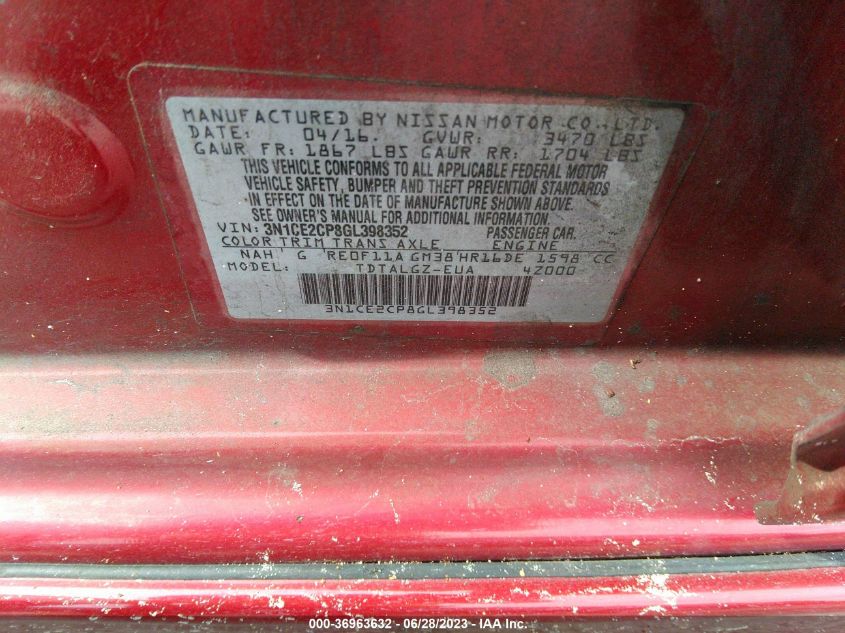 MANUFACTURED BY NISSAN MOTOR CO., LTD.
DATE: 04/16. GVWR: 3470 LBS
GAWR FR: 1867 LBS GAWR RR: 1704 LBS
THIS VEHICLE CONFORMS TO ALL APPLICABLE FEDERAL MOTOR
VEHICLE SAFETY, BUMPER AND THEFT PREVENTION STANDARDS
IN EFFECT ON THE DATE OF MANUFACTURE SHOWN ABOVE.
SEE OWNER'S MANUAL FOR ADDITIONAL INFORMATION.
VIN: 3N1CE2CP8GL398352 PASSENGER CAR.
COLOR TRIM TRANS AXLE ENGINE
NAH G RE0F11A GM38 HR16DE 1598 CC
MODEL: TDTALGZ-EUA 4Z000
3N1CE2CP8GL398352
000-36963632 - 06/28/2023 - IAA Inc.